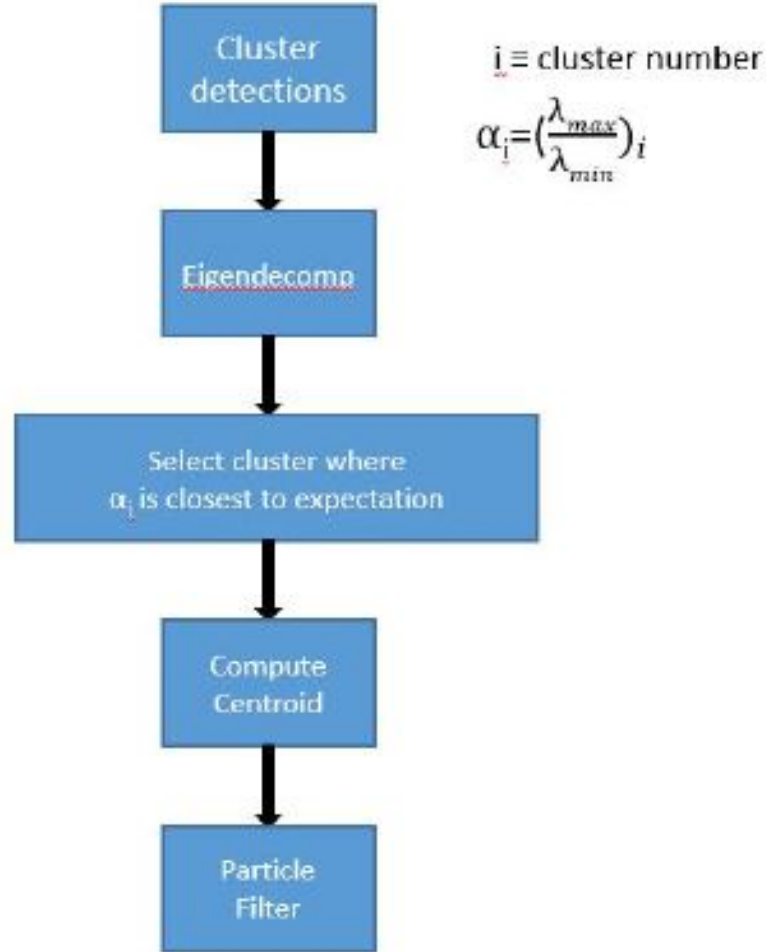 Cluster
detections
i ≡ cluster number
αᵢ=(λₘₐₓ/λₘᵢₙ)ᵢ
Eigendecomp
Select cluster where
αᵢ is closest to expectation
Compute
Centroid
Particle
Filter